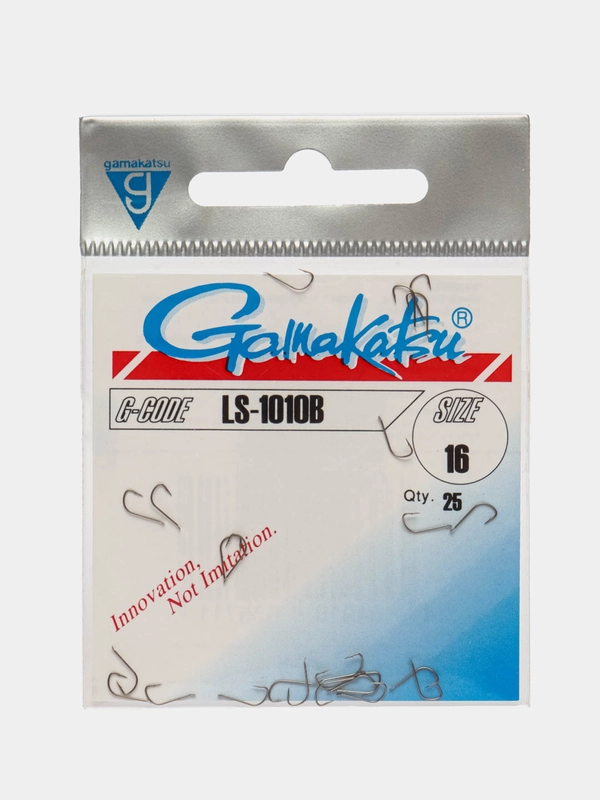 gamakatsu
g
Gamakatsu®
G-CODE LS-1010B
SIZE
16
Qty. 25
Innovation,
Not Imitation.